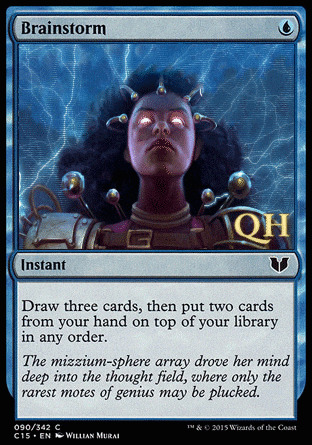 Brainstorm
QH
Instant
Draw three cards, then put two cards
from your hand on top of your library
in any order.
The mizzium-sphere array drove her mind
deep into the thought field, where only the
rarest motes of genius may be plucked.
090/342 C
C15 • EN Willian Murai
™ & © 2015 Wizards of the Coast